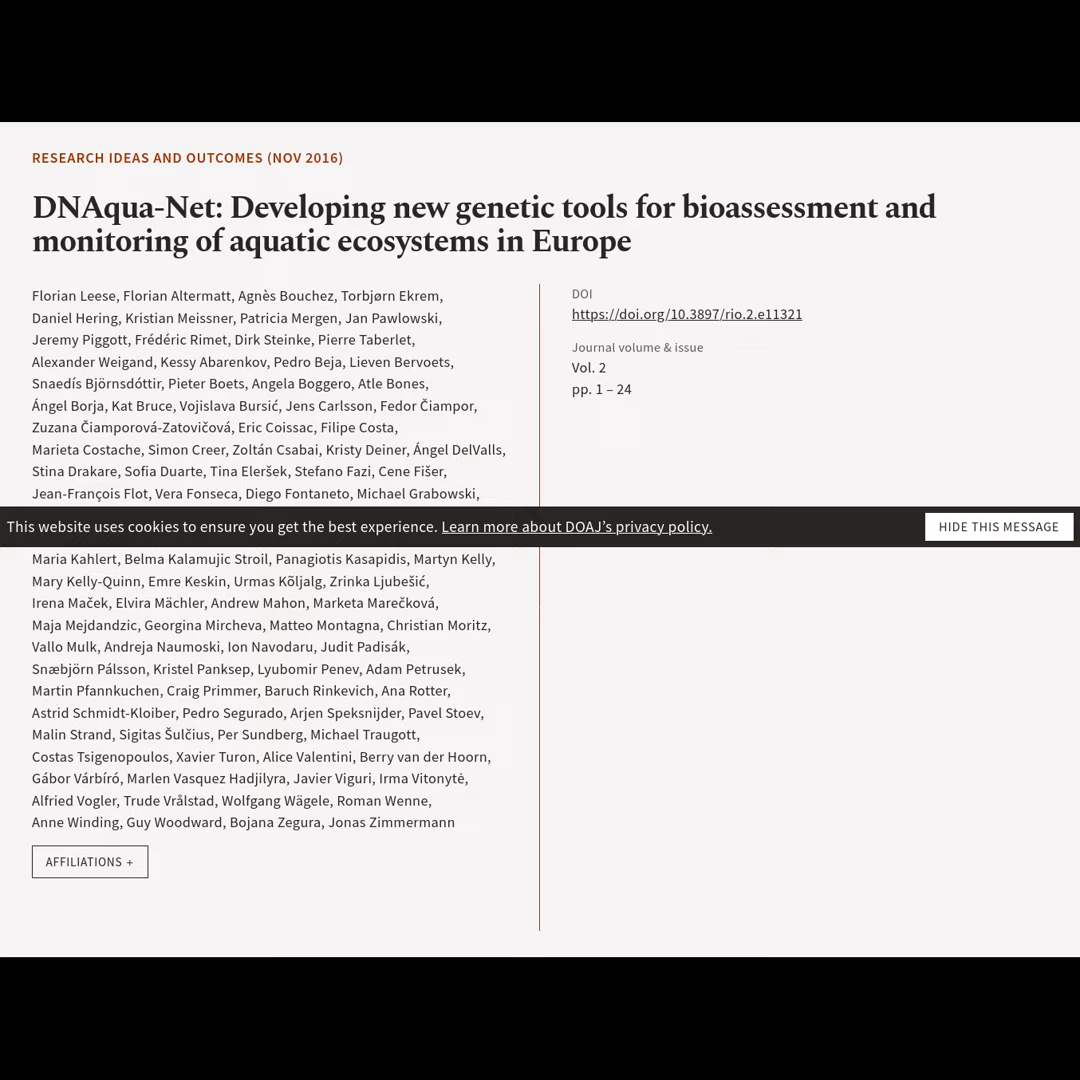 RESEARCH IDEAS AND OUTCOMES (NOV 2016)
DNAqua-Net: Developing new genetic tools for bioassessment and
monitoring of aquatic ecosystems in Europe
Florian Leese, Florian Altermatt, Agnès Bouchez, Torbjørn Ekrem,
Daniel Hering, Kristian Meissner, Patricia Mergen, Jan Pawlowski,
Jeremy Piggott, Frédéric Rimet, Dirk Steinke, Pierre Taberlet,
Alexander Weigand, Kessy Abarenkov, Pedro Beja, Lieven Bervoets,
Snaedís Björnsdóttir, Pieter Boets, Angela Boggero, Atle Bones,
Ángel Borja, Kat Bruce, Vojislava Bursić, Jens Carlsson, Fedor Čiampor,
Zuzana Čiamporová-Zatovičová, Eric Coissac, Filipe Costa,
Marieta Costache, Simon Creer, Zoltán Csabai, Kristy Deiner, Ángel DelValls,
Stina Drakare, Sofia Duarte, Tina Eleršek, Stefano Fazi, Cene Fišer,
Jean-François Flot, Vera Fonseca, Diego Fontaneto, Michael Grabowski,
This website uses cookies to ensure you get the best experience. Learn more about DOAJ’s privacy policy.
HIDE THIS MESSAGE
Maria Kahlert, Belma Kalamujic Stroil, Panagiotis Kasapidis, Martyn Kelly,
Mary Kelly-Quinn, Emre Keskin, Urmas Kõljalg, Zrinka Ljubešić,
Irena Maček, Elvira Mächler, Andrew Mahon, Marketa Marečková,
Maja Mejdandzic, Georgina Mircheva, Matteo Montagna, Christian Moritz,
Vallo Mulk, Andreja Naumoski, Ion Navodaru, Judit Padisák,
Snæbjörn Pálsson, Kristel Panksep, Lyubomir Penev, Adam Petrusek,
Martin Pfannkuchen, Craig Primmer, Baruch Rinkevich, Ana Rotter,
Astrid Schmidt-Kloiber, Pedro Segurado, Arjen Speksnijder, Pavel Stoev,
Malin Strand, Sigitas Šulčius, Per Sundberg, Michael Traugott,
Costas Tsigenopoulos, Xavier Turon, Alice Valentini, Berry van der Hoorn,
Gábor Várbíró, Marlen Vasquez Hadjilyra, Javier Viguri, Irma Vitonytė,
Alfried Vogler, Trude Vrålstad, Wolfgang Wägele, Roman Wenne,
Anne Winding, Guy Woodward, Bojana Zegura, Jonas Zimmermann
AFFILIATIONS +
DOI
https://doi.org/10.3897/rio.2.e11321
Journal volume & issue
Vol. 2
pp. 1 – 24